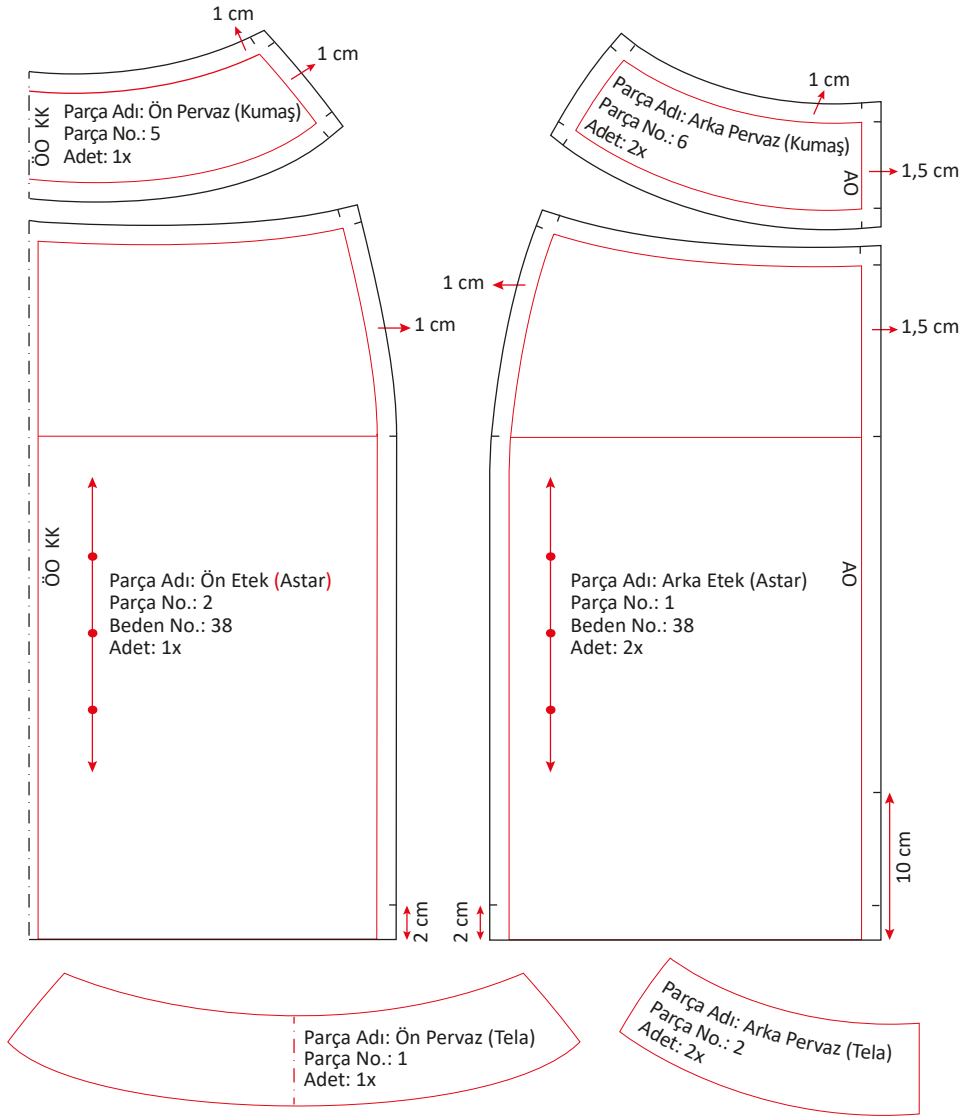 1 cm
1 cm
ÖO KK
Parça Adı: Ön Pervaz (Kumaş)
Parça No.: 5
Adet: 1x
1 cm
Parça Adı: Arka Pervaz (Kumaş)
Parça No.: 6
Adet: 2x
AO
1,5 cm
1 cm
1 cm
1,5 cm
ÖO KK
Parça Adı: Ön Etek (Astar)
Parça No.: 2
Beden No.: 38
Adet: 1x
2 cm
Parça Adı: Arka Etek (Astar)
Parça No.: 1
Beden No.: 38
Adet: 2x
AO
2 cm
10 cm
Parça Adı: Ön Pervaz (Tela)
Parça No.: 1
Adet: 1x
Parça Adı: Arka Pervaz (Tela)
Parça No.: 2
Adet: 2x